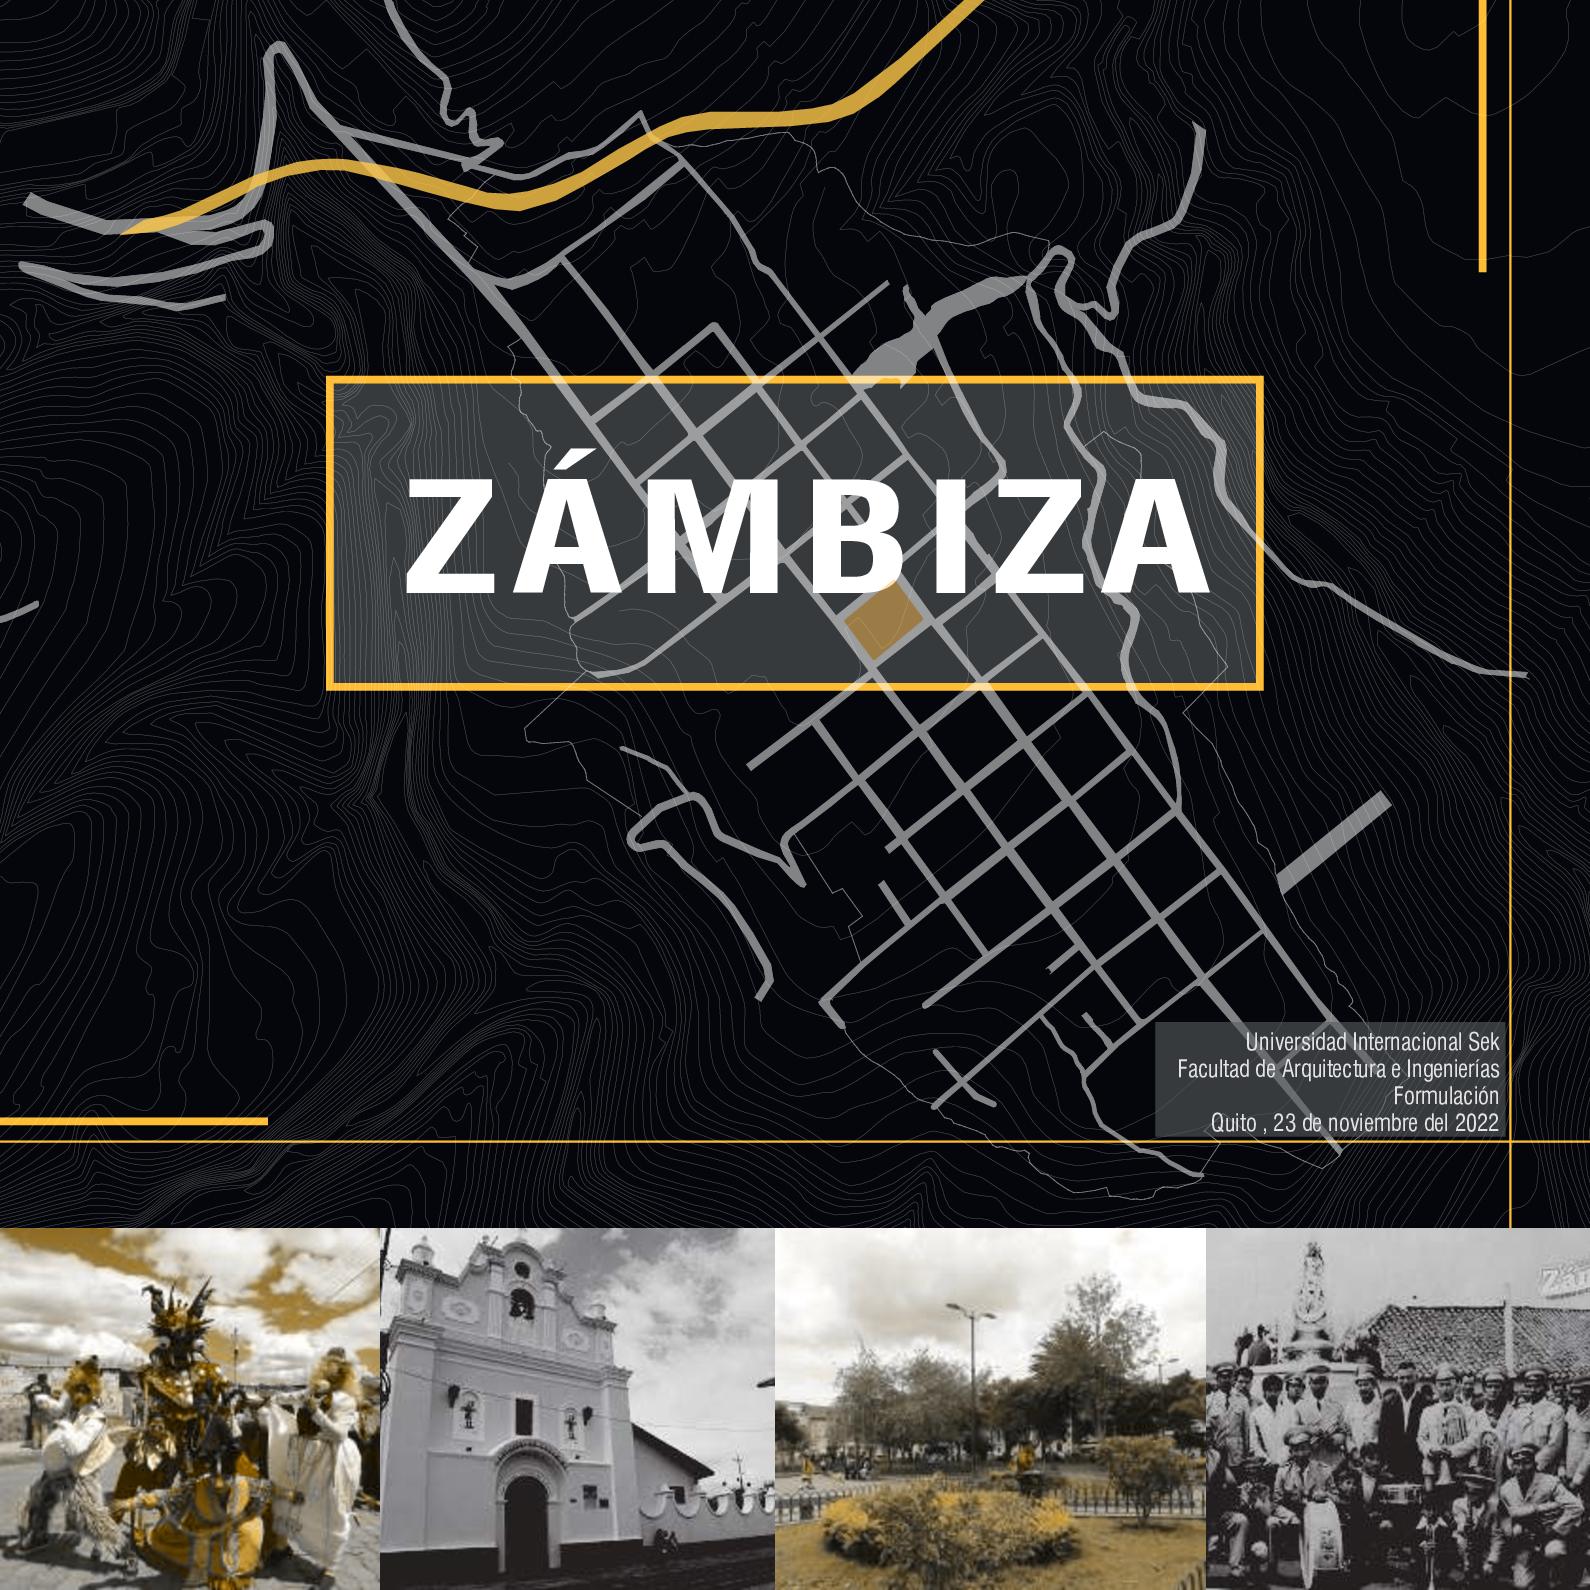 ZÁMBIZA
Universidad Internacional Sek
Facultad de Arquitectura e Ingenierías
Formulación
Quito , 23 de noviembre del 2022